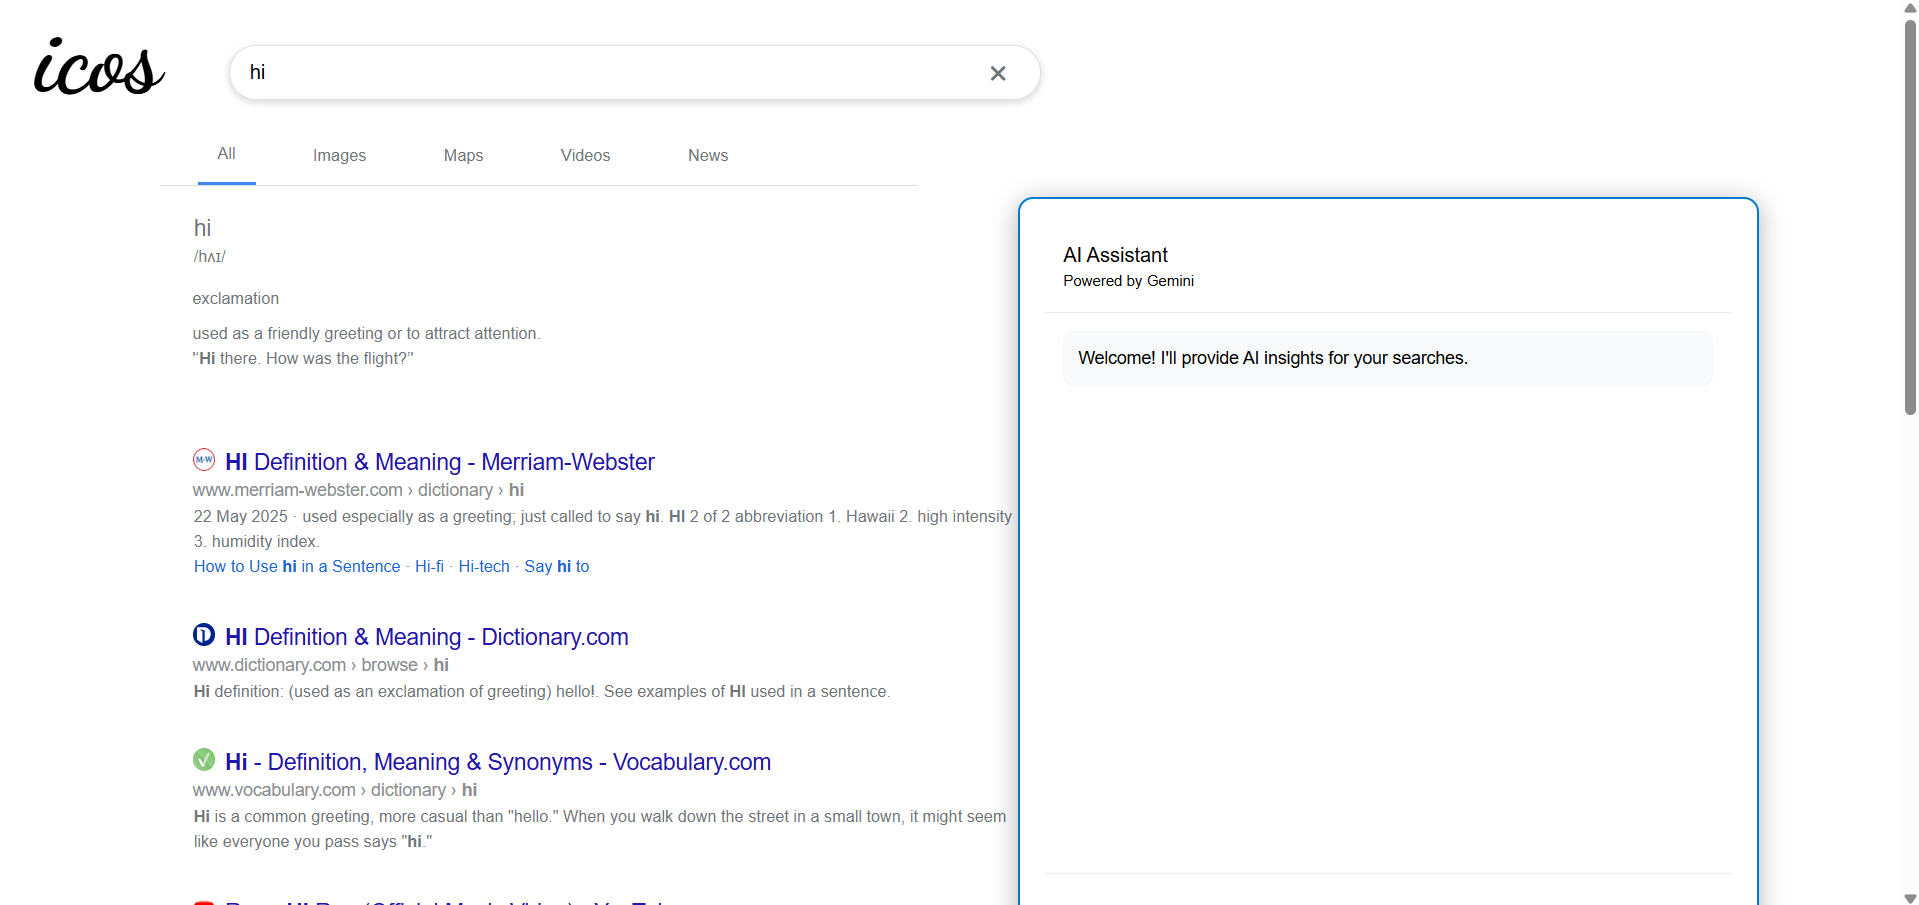 icos
hi
All
Images
Maps
Videos
News
hi
/hʌɪ/
exclamation
used as a friendly greeting or to attract attention.
"Hi there. How was the flight?"
M-W
HI Definition & Meaning - Merriam-Webster
www.merriam-webster.com › dictionary › hi
22 May 2025 · used especially as a greeting; just called to say hi. HI 2 of 2 abbreviation 1. Hawaii 2. high intensity
3. humidity index.
How to Use hi in a Sentence · Hi-fi · Hi-tech · Say hi to
HI Definition & Meaning - Dictionary.com
www.dictionary.com › browse › hi
Hi definition: (used as an exclamation of greeting) hello!. See examples of HI used in a sentence.
Hi - Definition, Meaning & Synonyms - Vocabulary.com
www.vocabulary.com › dictionary › hi
Hi is a common greeting, more casual than "hello." When you walk down the street in a small town, it might seem
like everyone you pass says "hi."
AI Assistant
Powered by Gemini
Welcome! I'll provide AI insights for your searches.